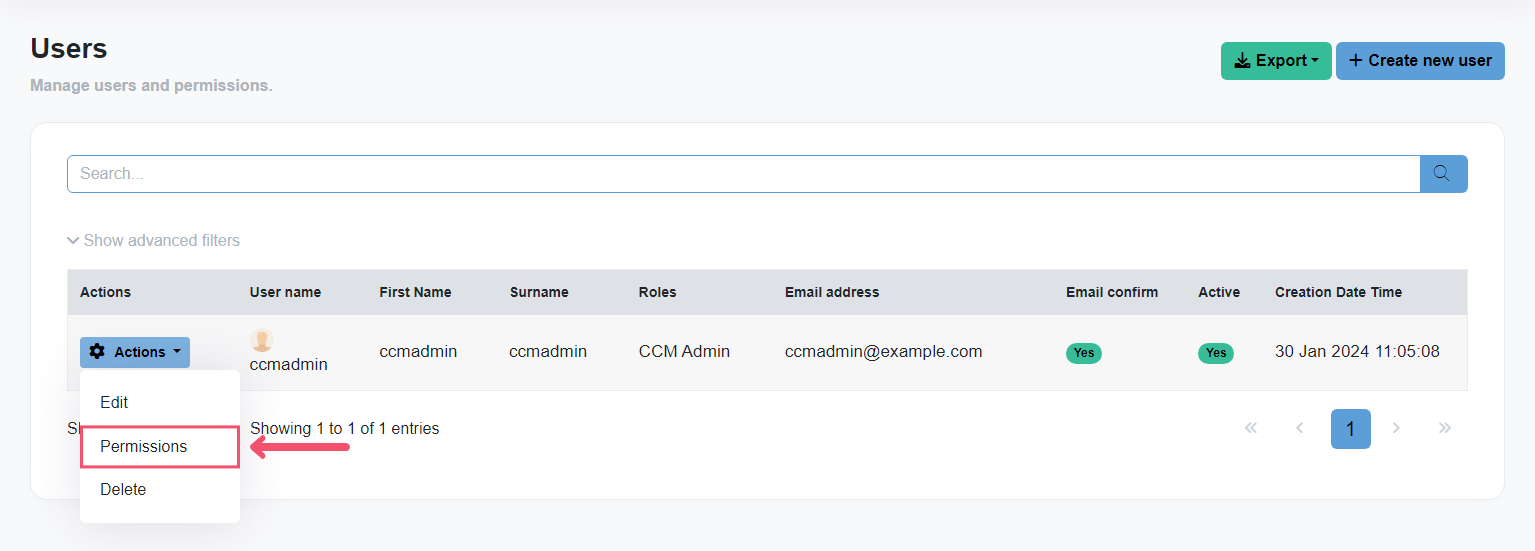 Users
Manage users and permissions.
Export
Create new user
Search...
Show advanced filters
Actions User name First Name Surname Roles Email address Email confirm Active Creation Date Time
Actions ccmadmin ccmadmin ccmadmin CCM Admin ccmadmin@example.com Yes Yes 30 Jan 2024 11:05:08
Edit
Permissions
Delete
Showing 1 to 1 of 1 entries
« ‹ 1 › »